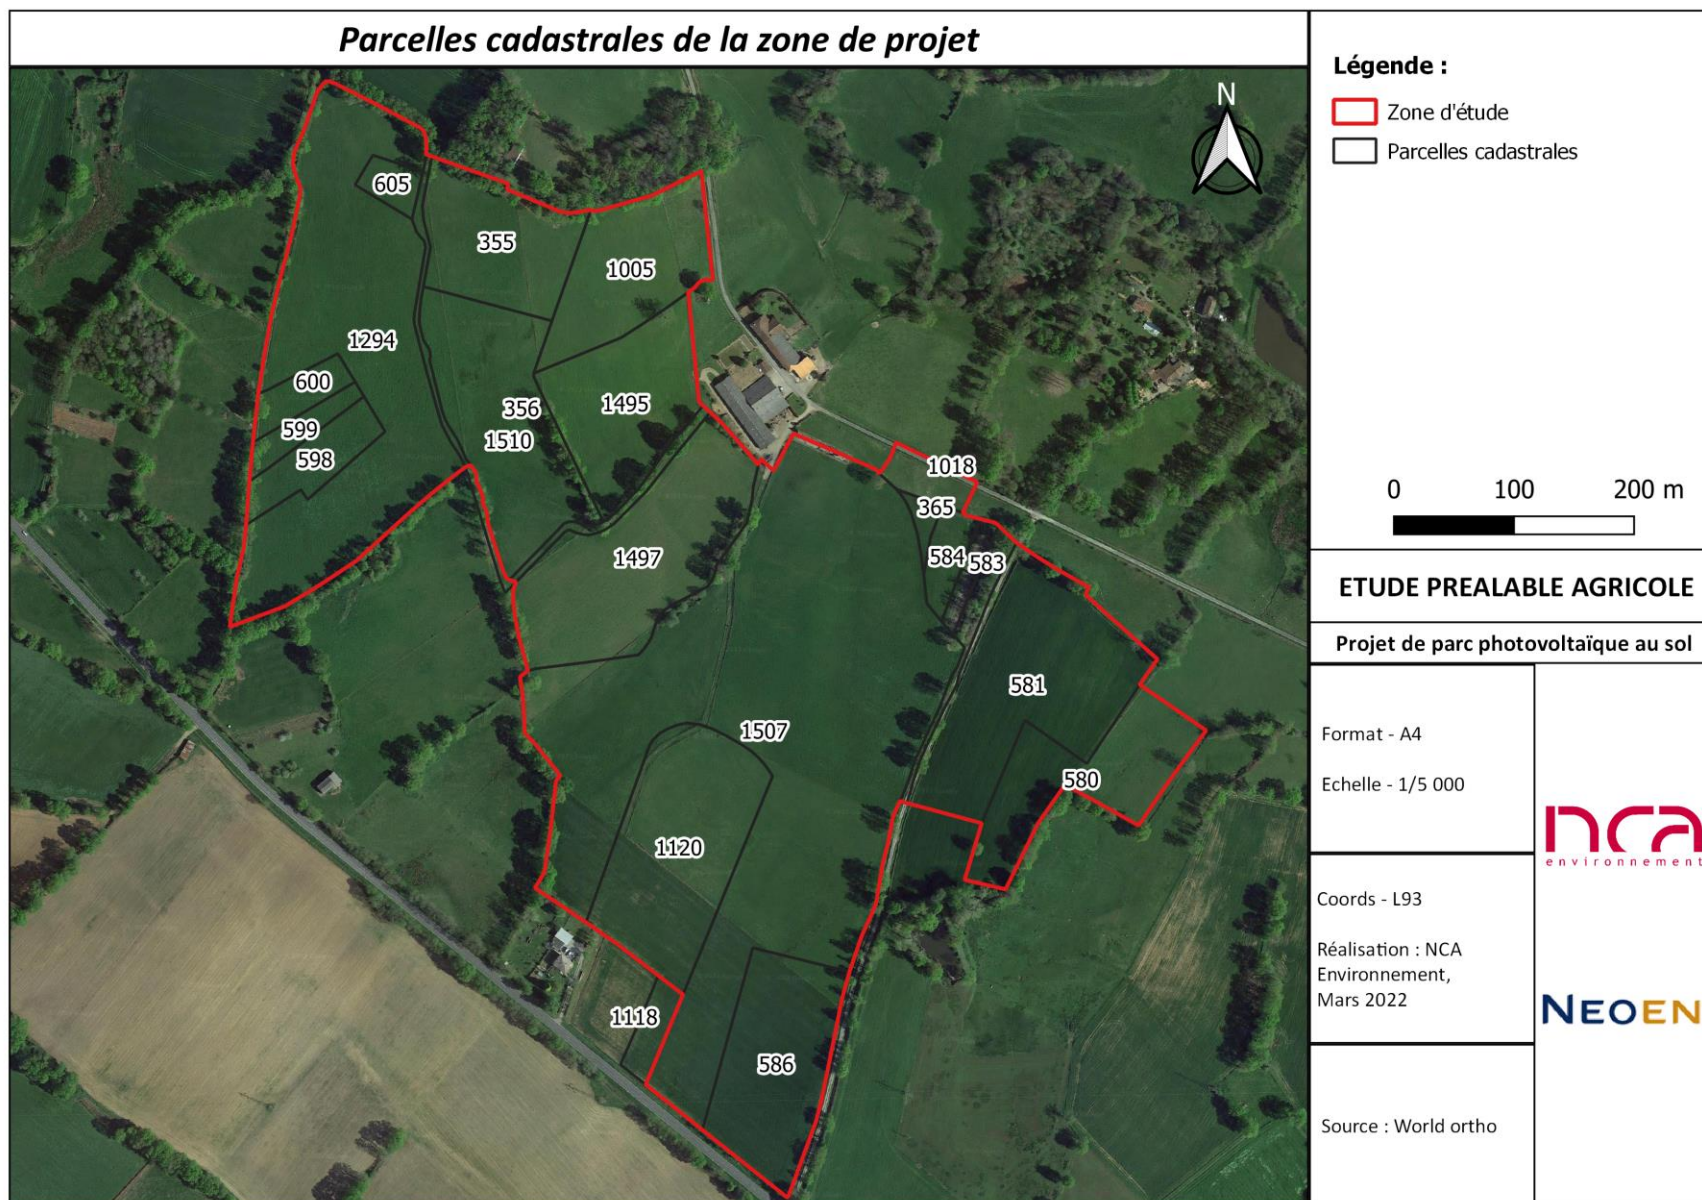 Parcelles cadastrales de la zone de projet
N
605
355
1005
1294
600
356
1495
599
1510
598
1018
365
1497
584
583
581
1507
580
1120
1118
586
Légende :
Zone d'étude
Parcelles cadastrales
0 100 200 m
ETUDE PREALABLE AGRICOLE
Projet de parc photovoltaïque au sol
Format - A4
Echelle - 1/5 000
nca
environnement
Coords - L93
Réalisation : NCA
Environnement,
Mars 2022
NEOEN
Source : World ortho